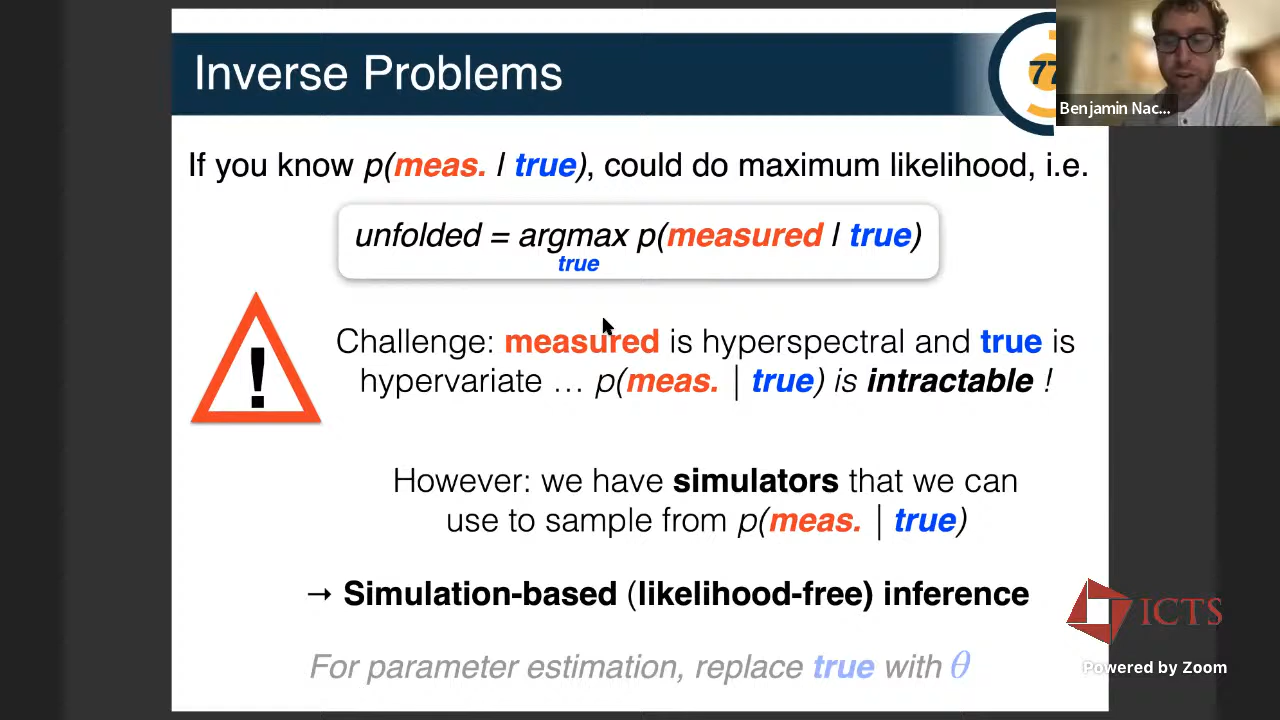 Inverse Problems
77
Benjamin Nac...
If you know p(meas. | true), could do maximum likelihood, i.e.
unfolded = argmax p(measured | true)
true
!
Challenge: measured is hyperspectral and true is
hypervariate … p(meas. | true) is intractable !
However: we have simulators that we can
use to sample from p(meas. | true)
→ Simulation-based (likelihood-free) inference
For parameter estimation, replace true with θ
ICTS
Powered by Zoom